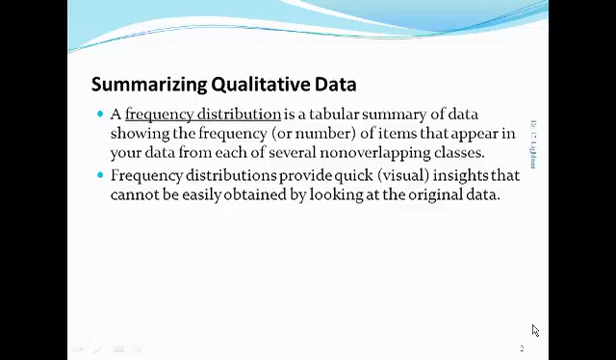 Summarizing Qualitative Data
A frequency distribution is a tabular summary of data
showing the frequency (or number) of items that appear in
your data from each of several nonoverlapping classes.
Frequency distributions provide quick (visual) insights that
cannot be easily obtained by looking at the original data.
2